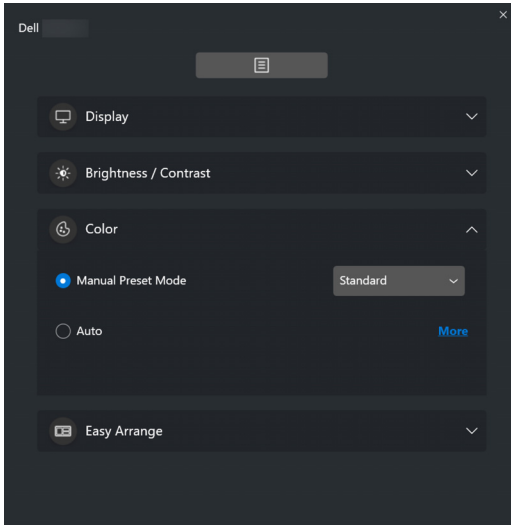 Dell
Display
Brightness / Contrast
Color
Manual Preset Mode
Standard
Auto
More
Easy Arrange